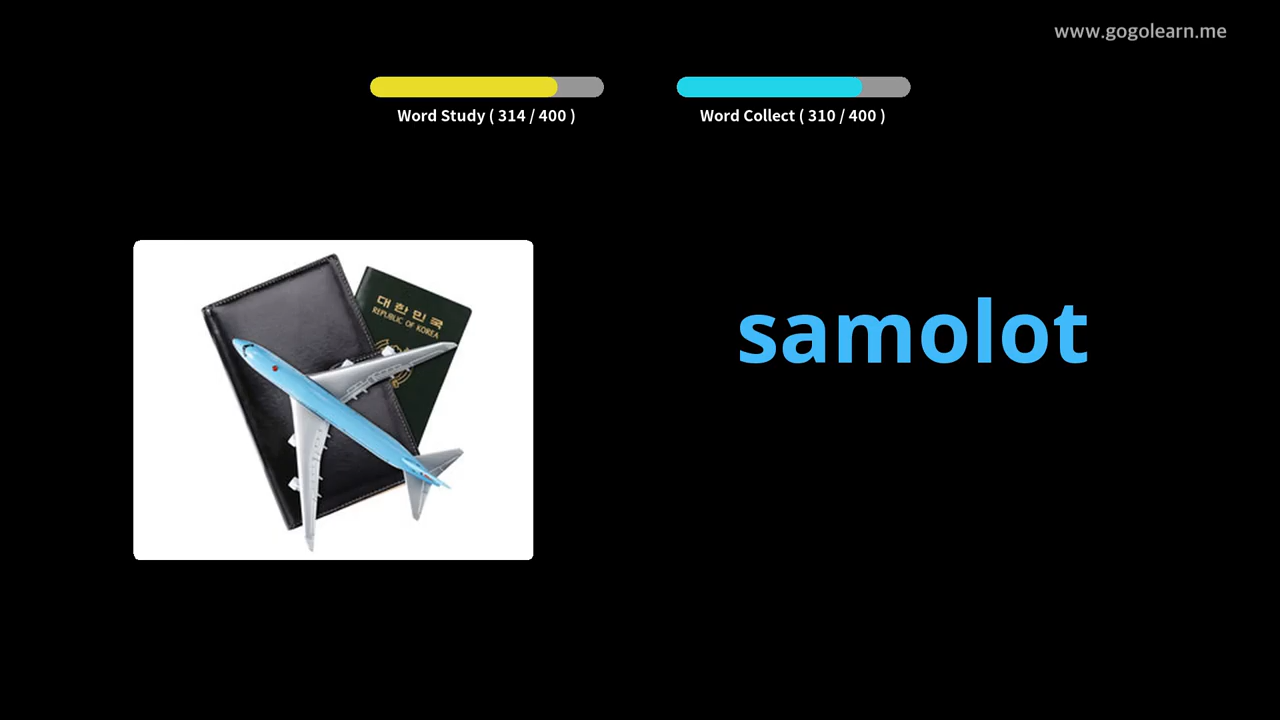 www.gogolearn.me
Word Study ( 314 / 400 )
Word Collect ( 310 / 400 )
대한민국
REPUBLIC OF KOREA
samolot